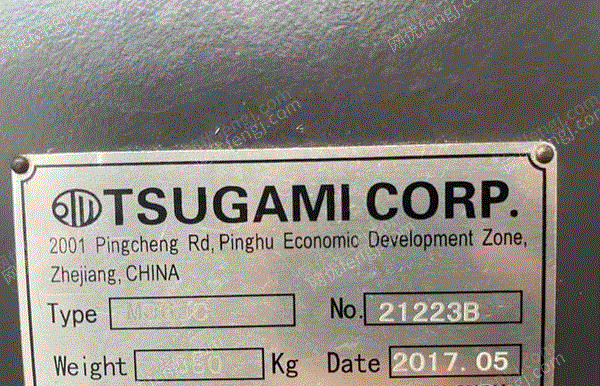 TSUGAMI CORP.
2001 Pingcheng Rd, Pinghu Economic Development Zone,
Zhejiang, CHINA
Type
No. 21223B
Weight Kg
Date 2017.05